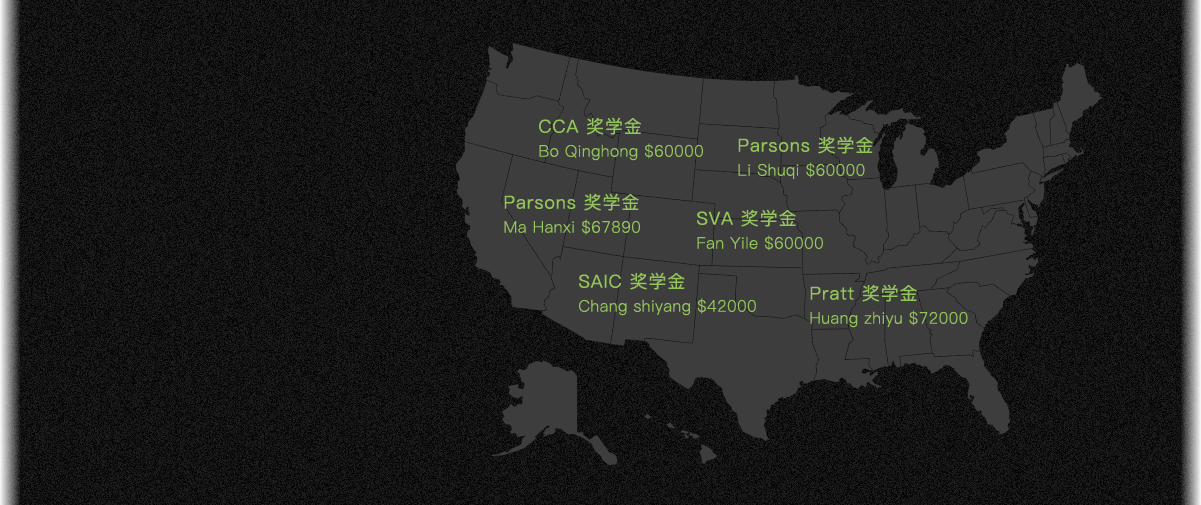 CCA 奖学金
Bo Qinghong $60000
Parsons 奖学金
Li Shuqi $60000
Parsons 奖学金
Ma Hanxi $67890
SVA 奖学金
Fan Yile $60000
SAIC 奖学金
Chang shiyang $42000
Pratt 奖学金
Huang zhiyu $72000